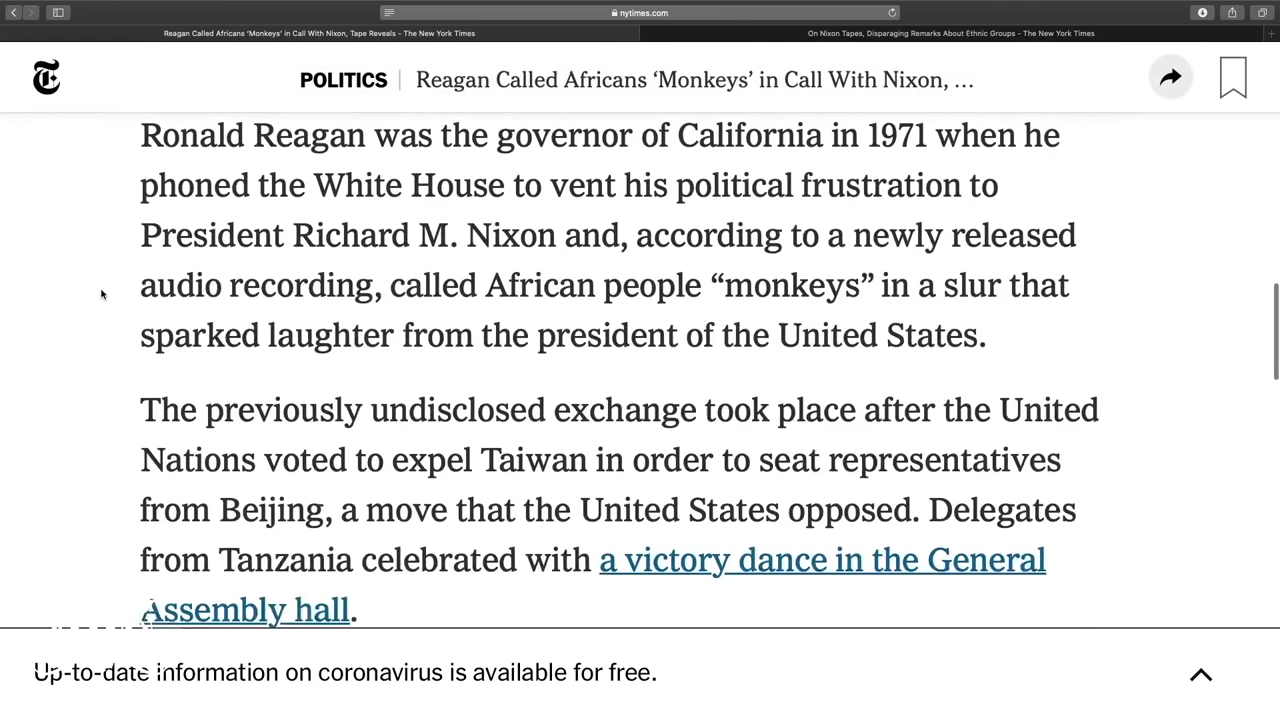 nytimes.com
Reagan Called Africans ‘Monkeys’ in Call With Nixon, Tape Reveals - The New York Times
On Nixon Tapes, Disparaging Remarks About Ethnic Groups - The New York Times
POLITICS | Reagan Called Africans ‘Monkeys’ in Call With Nixon, ...
Ronald Reagan was the governor of California in 1971 when he
phoned the White House to vent his political frustration to
President Richard M. Nixon and, according to a newly released
audio recording, called African people “monkeys” in a slur that
sparked laughter from the president of the United States.
The previously undisclosed exchange took place after the United
Nations voted to expel Taiwan in order to seat representatives
from Beijing, a move that the United States opposed. Delegates
from Tanzania celebrated with a victory dance in the General
Assembly hall.
Up-to-date information on coronavirus is available for free.